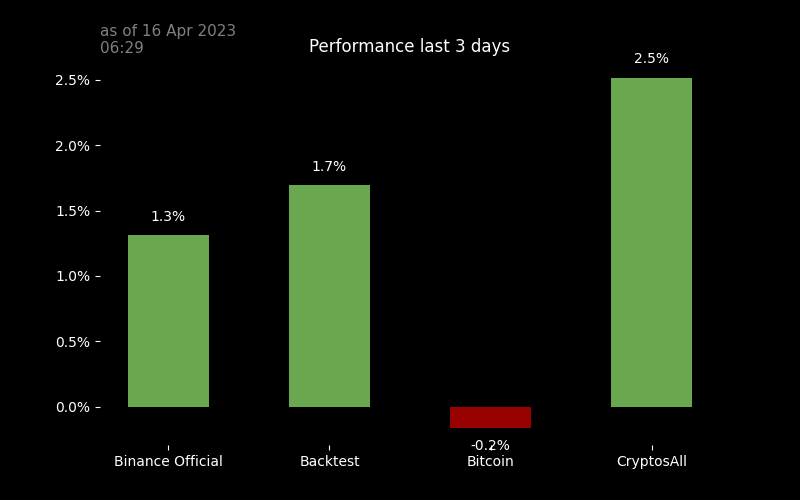 as of 16 Apr 2023
06:29
Performance last 3 days
2.5%
2.5%
2.0%
1.7%
1.5%
1.3%
1.0%
0.5%
0.0%
-0.2%
Binance Official
Backtest
Bitcoin
CryptosAll